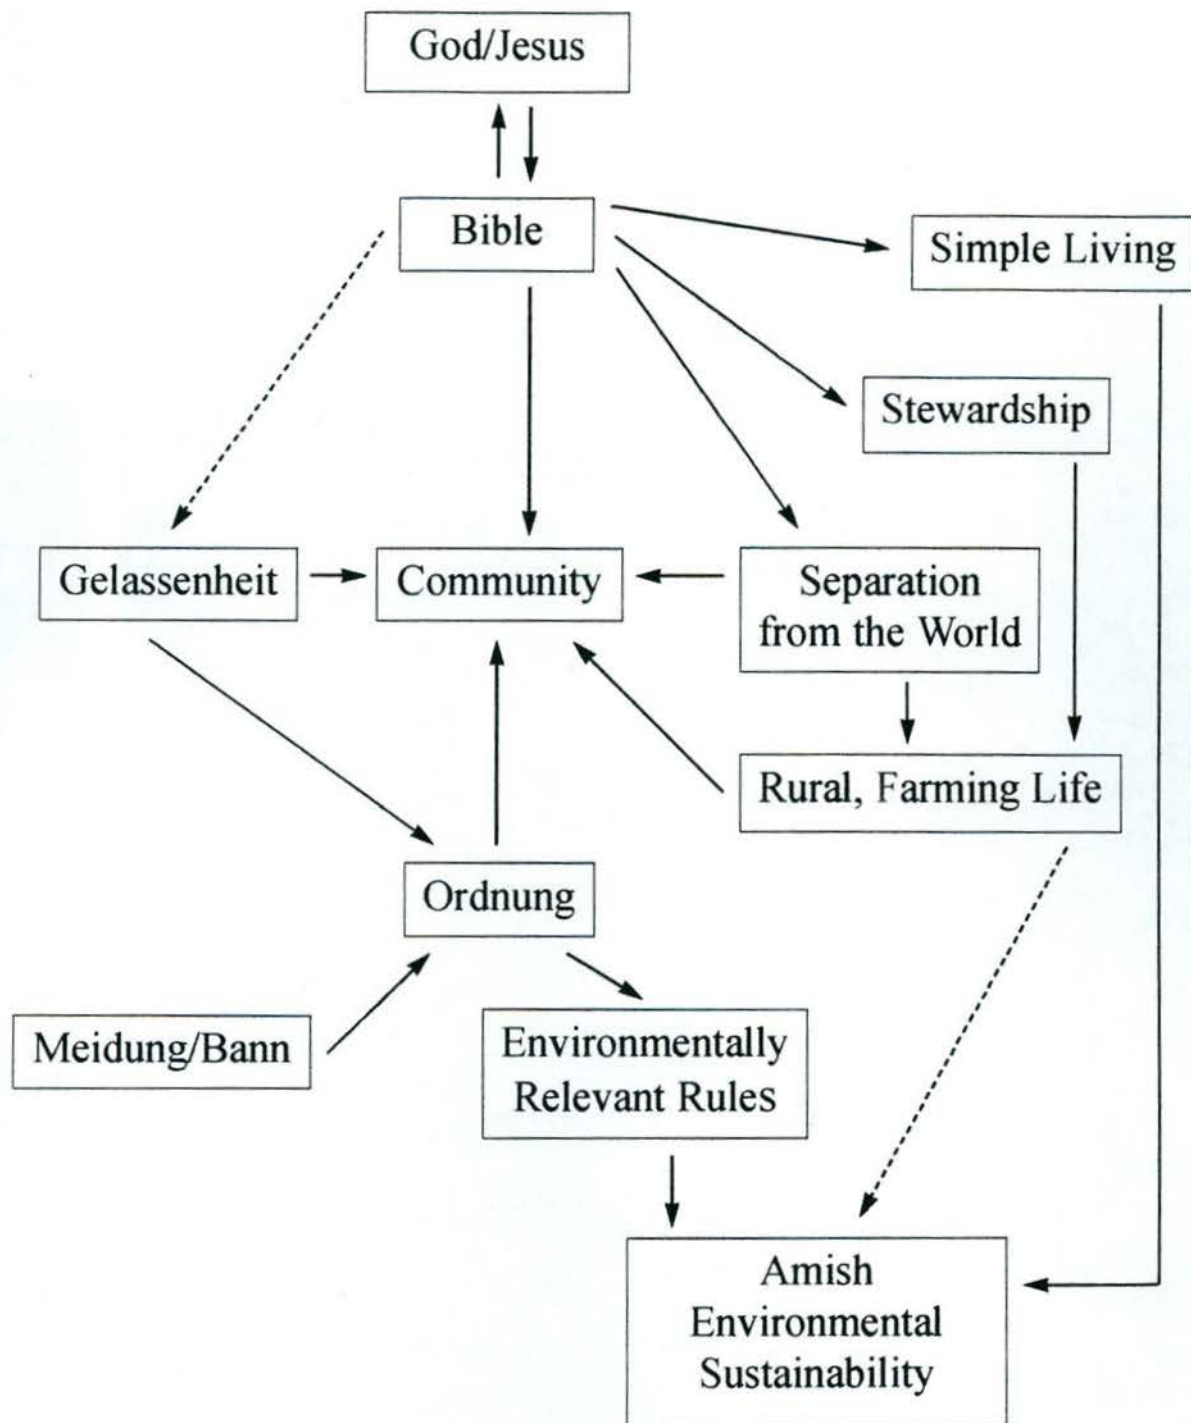 God/Jesus
Bible
Simple Living
Stewardship
Gelassenheit
Community
Separation
from the World
Rural, Farming Life
Ordnung
Meidung/Bann
Environmentally
Relevant Rules
Amish
Environmental
Sustainability